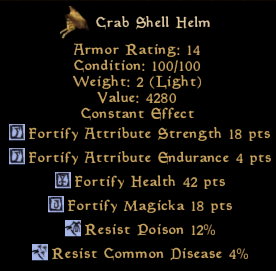 Crab Shell Helm
Armor Rating: 14
Condition: 100/100
Weight: 2 (Light)
Value: 4280
Constant Effect
Fortify Attribute Strength 18 pts
Fortify Attribute Endurance 4 pts
Fortify Health 42 pts
Fortify Magicka 18 pts
Resist Poison 12%
Resist Common Disease 4%